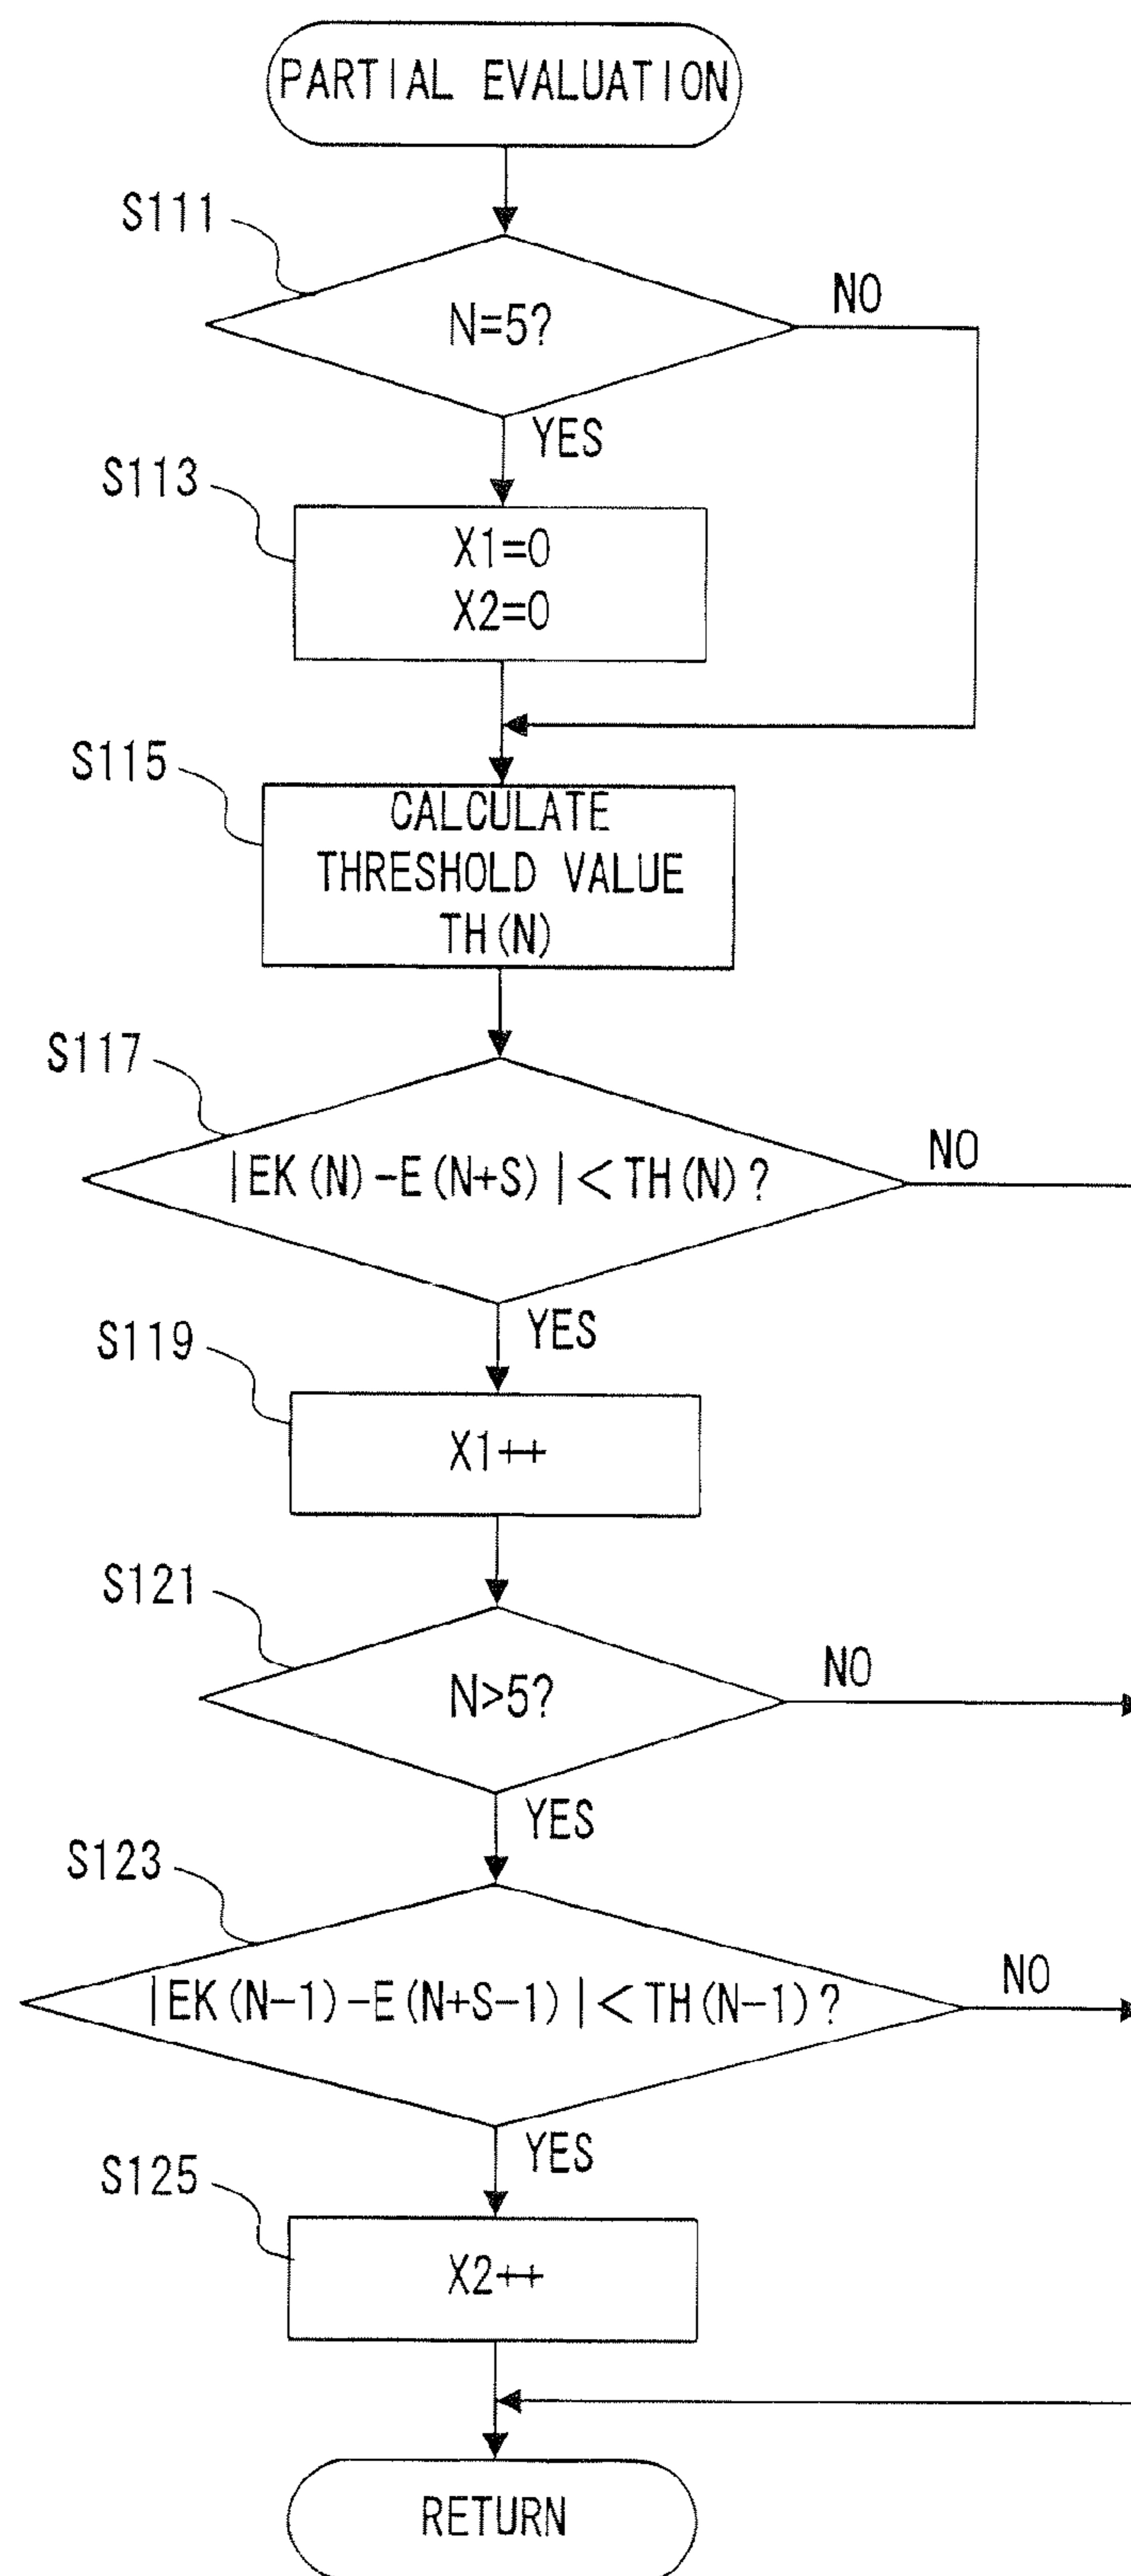 PARTIAL EVALUATION
S111
N=5?
NO
YES
S113
X1=0
X2=0
S115
CALCULATE
THRESHOLD VALUE
TH(N)
S117
|EK(N)-E(N+S)|<TH(N)?
NO
YES
S119
X1++
S121
N>5?
NO
YES
S123
|EK(N-1)-E(N+S-1)|<TH(N-1)?
NO
YES
S125
X2++
RETURN